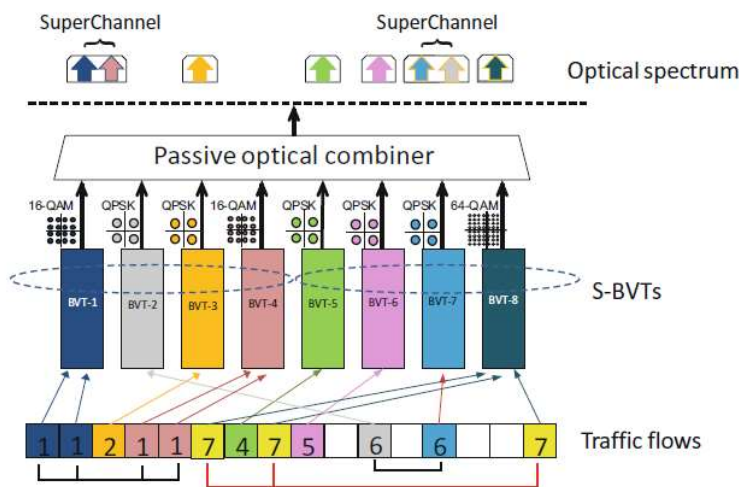 SuperChannel SuperChannel
Optical spectrum
Passive optical combiner
16-QAM QPSK QPSK 16-QAM QPSK QPSK QPSK 64-QAM
BVT-1 BVT-2 BVT-3 BVT-4 BVT-5 BVT-6 BVT-7 BVT-8
S-BVTs
1 1 2 1 1 7 4 7 5 6 6 7
Traffic flows